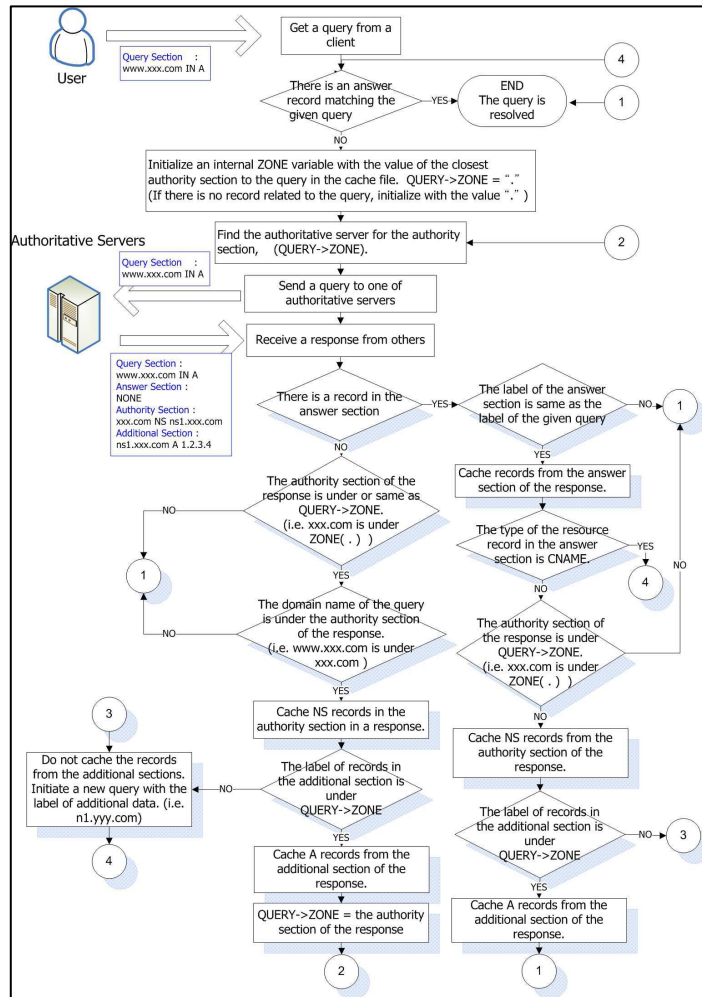 Get a query from a
client
Query Section :
www.xxx.com IN A
User
4
There is an answer
record matching the
given query
YES
END
The query is
resolved
1
NO
Initialize an internal ZONE variable with the value of the closest
authority section to the query in the cache file. QUERY->ZONE = “.”
(If there is no record related to the query, initialize with the value “.” )
Find the authoritative server for the authority
section, (QUERY->ZONE).
2
Authoritative Servers
Query Section :
www.xxx.com IN A
Send a query to one of
authoritative servers
Receive a response from others
Query Section :
www.xxx.com IN A
Answer Section :
NONE
Authority Section :
xxx.com NS ns1.xxx.com
Additional Section :
ns1.xxx.com A 1.2.3.4
There is a record in the
answer section
YES
The label of the answer
section is same as the
label of the given query
NO
1
NO
YES
Cache records from the answer
section of the response.
The authority section of the
response is under or same as
QUERY->ZONE.
(i.e. xxx.com is under
ZONE( . ) )
NO
The type of the resource
record in the answer
section is CNAME.
YES
NO
1
YES
4
NO
The domain name of the query
is under the authority section
of the response.
(i.e. www.xxx.com is under
xxx.com )
NO
The authority section of
the response is under
QUERY->ZONE.
(i.e. xxx.com is under
ZONE( . ) )
YES
NO
Cache NS records in the
authority section in a response.
3
Cache NS records from the
authority section of the
response.
Do not cache the records
from the additional sections.
Initiate a new query with the
label of additional data. (i.e.
n1.yyy.com)
NO
The label of records in
the additional section is
under
QUERY->ZONE
The label of records in
the additional section is
under
QUERY->ZONE
NO
3
YES
4
Cache A records from the
additional section of the
response.
YES
QUERY->ZONE = the authority
section of the response
Cache A records from the
additional section of the
response.
2
1